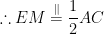 ∴EM ∥= 1/2 AC